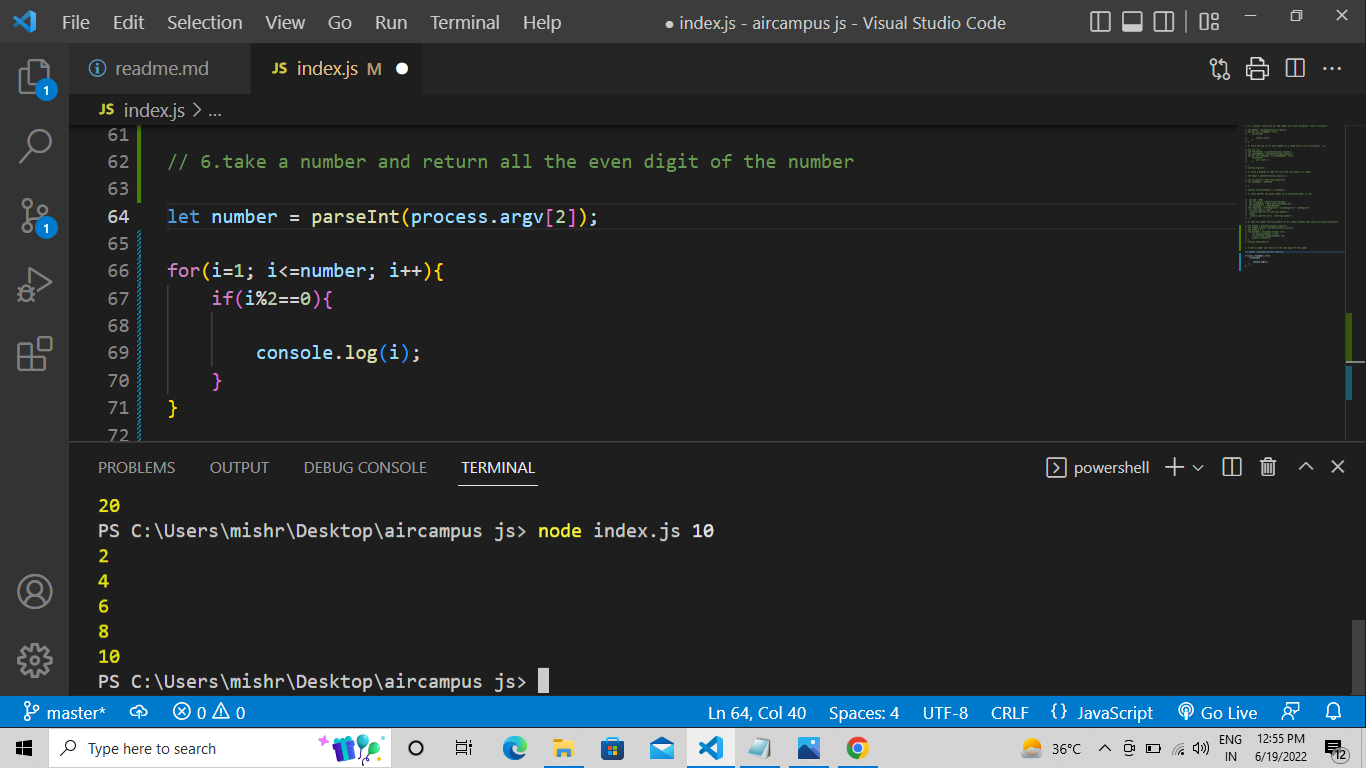 File Edit Selection View Go Run Terminal Help ● index.js - aircampus js - Visual Studio Code
readme.md JS index.js M
JS index.js > ...
61
62 // 6.take a number and return all the even digit of the number
63
64 let number = parseInt(process.argv[2]);
65
66 for(i=1; i<=number; i++){
67 if(i%2==0){
68
69 console.log(i);
70 }
71 }
72
PROBLEMS OUTPUT DEBUG CONSOLE TERMINAL powershell
20
PS C:\Users\mishr\Desktop\aircampus js> node index.js 10
2
4
6
8
10
PS C:\Users\mishr\Desktop\aircampus js>
1
1
master* 0 0 Ln 64, Col 40 Spaces: 4 UTF-8 CRLF {} JavaScript Go Live
Type here to search 36°C ENG 12:55 PM
IN 6/19/2022 12